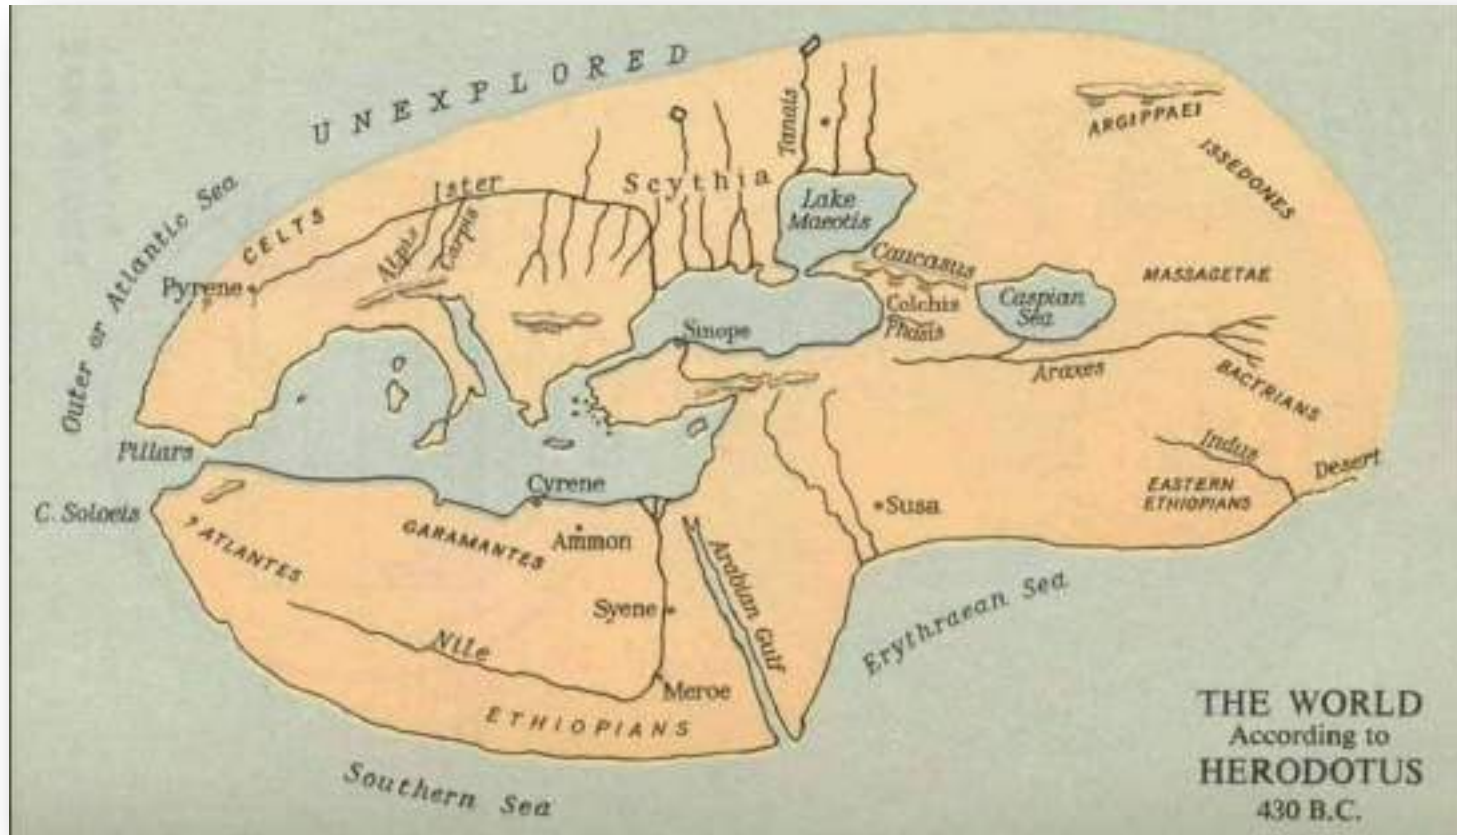 UNEXPLORED
Outer or Atlantic Sea
CELTS
Pyrene
Ister
Alpis
Carpis
Scythia
Tanais
Lake
Maeotis
ARGIPPAEI
ISSEDONES
Caucasus
Colchis
Phasis
Caspian
Sea
MASSAGETAE
Sinope
Araxes
BACTRIANS
Indus
Desert
EASTERN
ETHIOPIANS
Pillars
C. Soloeis
Cyrene
Susa
? ATLANTES
GARAMANTES
Ammon
Syene
Arabian Gulf
Nile
Meroe
ETHIOPIANS
Erythraean Sea
Southern Sea
THE WORLD
According to
HERODOTUS
430 B.C.